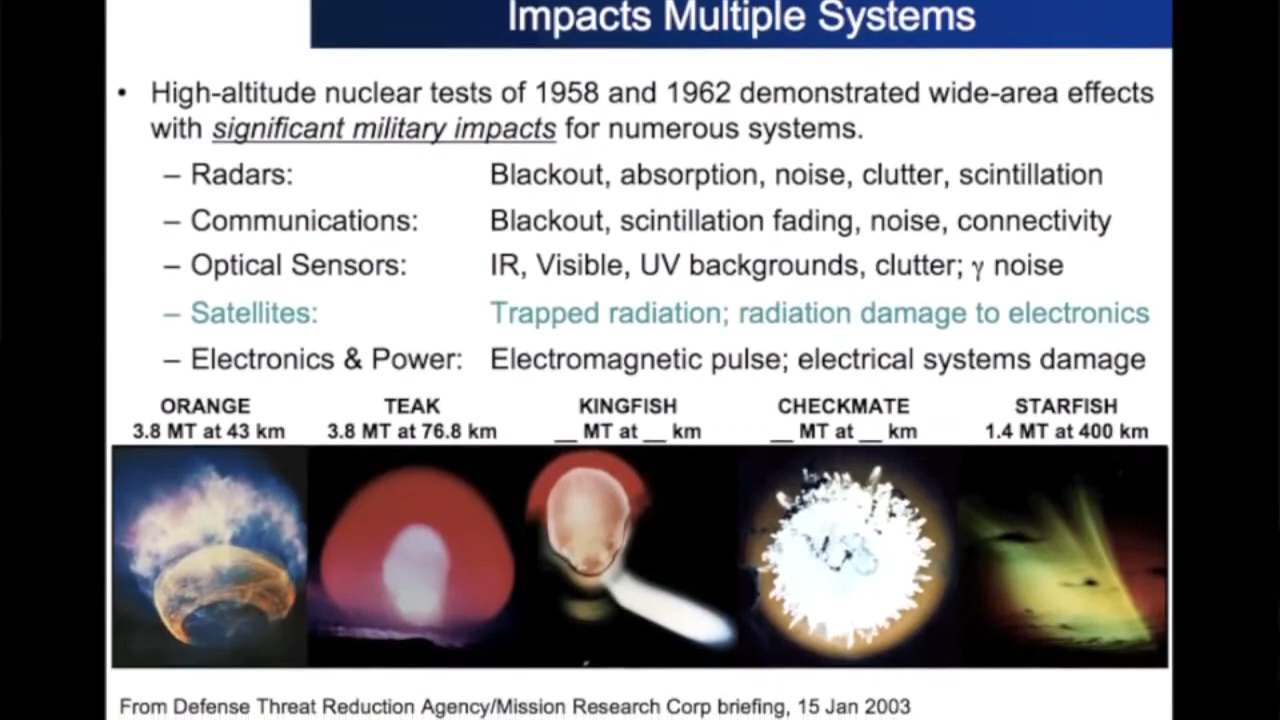 Impacts Multiple Systems
• High-altitude nuclear tests of 1958 and 1962 demonstrated wide-area effects
with significant military impacts for numerous systems.
– Radars: Blackout, absorption, noise, clutter, scintillation
– Communications: Blackout, scintillation fading, noise, connectivity
– Optical Sensors: IR, Visible, UV backgrounds, clutter; γ noise
– Satellites: Trapped radiation; radiation damage to electronics
– Electronics & Power: Electromagnetic pulse; electrical systems damage
ORANGE TEAK KINGFISH CHECKMATE STARFISH
3.8 MT at 43 km 3.8 MT at 76.8 km __ MT at __ km __ MT at __ km 1.4 MT at 400 km
From Defense Threat Reduction Agency/Mission Research Corp briefing, 15 Jan 2003